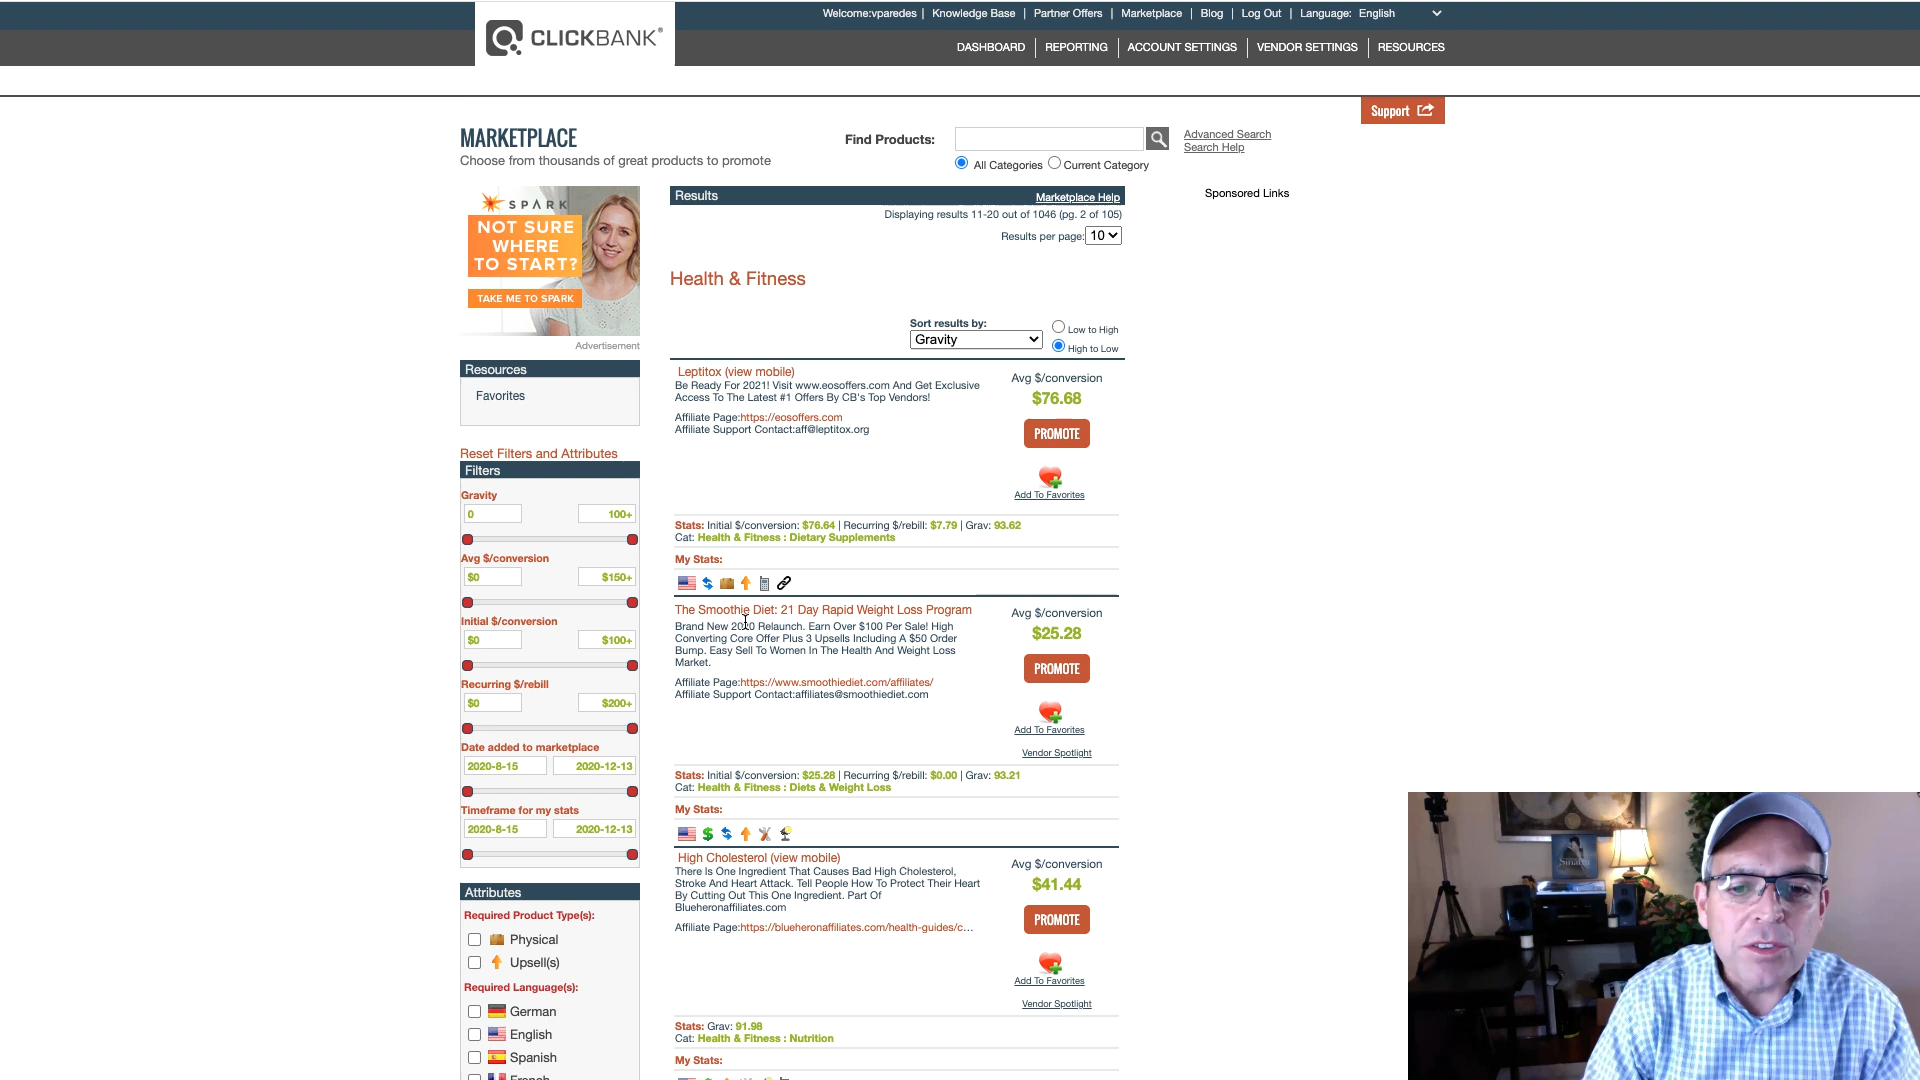 Welcome:vparedes | Knowledge Base | Partner Offers | Marketplace | Blog | Log Out | Language: English
CLICKBANK®
DASHBOARD | REPORTING | ACCOUNT SETTINGS | VENDOR SETTINGS | RESOURCES
Support
MARKETPLACE
Choose from thousands of great products to promote
Find Products:
Advanced Search
Search Help
All Categories Current Category
SPARK
NOT SURE
WHERE
TO START?
TAKE ME TO SPARK
Advertisement
Resources
Favorites
Reset Filters and Attributes
Filters
Gravity
0 100+
Avg $/conversion
$0 $150+
Initial $/conversion
$0 $100+
Recurring $/rebill
$0 $200+
Date added to marketplace
2020-8-15 2020-12-13
Timeframe for my stats
2020-8-15 2020-12-13
Attributes
Required Product Type(s):
Physical
Upsell(s)
Required Language(s):
German
English
Spanish
French
Results Marketplace Help
Displaying results 11-20 out of 1046 (pg. 2 of 105)
Results per page: 10
Health & Fitness
Sort results by:
Gravity
Low to High
High to Low
Leptitox (view mobile)
Be Ready For 2021! Visit www.eosoffers.com And Get Exclusive
Access To The Latest #1 Offers By CB's Top Vendors!
Affiliate Page:https://eosoffers.com
Affiliate Support Contact:aff@leptitox.org
Avg $/conversion
$76.68
PROMOTE
Add To Favorites
Stats: Initial $/conversion: $76.64 | Recurring $/rebill: $7.79 | Grav: 93.62
Cat: Health & Fitness : Dietary Supplements
My Stats:
The Smoothie Diet: 21 Day Rapid Weight Loss Program
Brand New 2020 Relaunch. Earn Over $100 Per Sale! High
Converting Core Offer Plus 3 Upsells Including A $50 Order
Bump. Easy Sell To Women In The Health And Weight Loss
Market.
Affiliate Page:https://www.smoothiediet.com/affiliates/
Affiliate Support Contact:affiliates@smoothiediet.com
Avg $/conversion
$25.28
PROMOTE
Add To Favorites
Vendor Spotlight
Stats: Initial $/conversion: $25.28 | Recurring $/rebill: $0.00 | Grav: 93.21
Cat: Health & Fitness : Diets & Weight Loss
My Stats:
High Cholesterol (view mobile)
There Is One Ingredient That Causes Bad High Cholesterol,
Stroke And Heart Attack. Tell People How To Protect Their Heart
By Cutting Out This One Ingredient. Part Of
Blueheronaffiliates.com
Affiliate Page:https://blueheronaffiliates.com/health-guides/c...
Avg $/conversion
$41.44
PROMOTE
Add To Favorites
Vendor Spotlight
Stats: Grav: 91.98
Cat: Health & Fitness : Nutrition
My Stats:
Sponsored Links
Sinatra